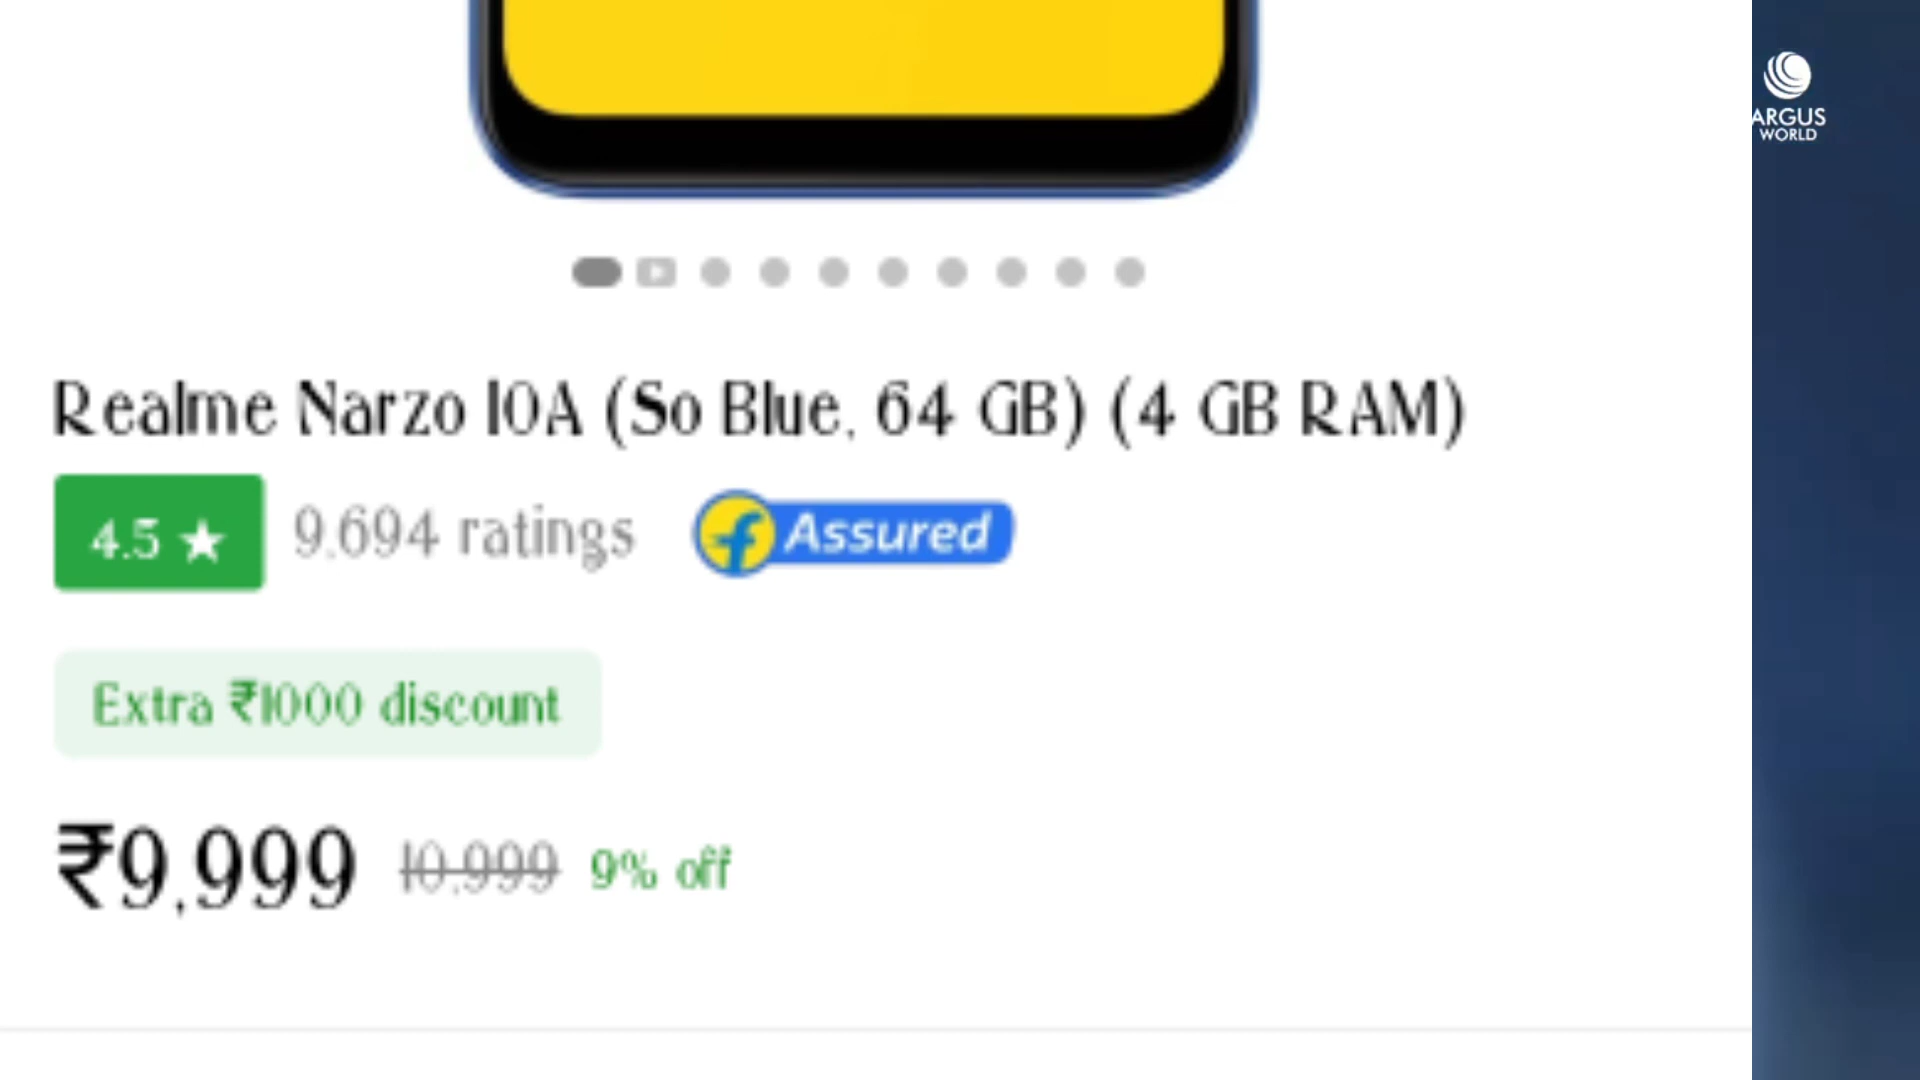 ARGUS
WORLD
Realme Narzo 10A (So Blue, 64 GB) (4 GB RAM)
4.5 ★ 9,694 ratings f Assured
Extra ₹1000 discount
₹9,999 10,999 9% off